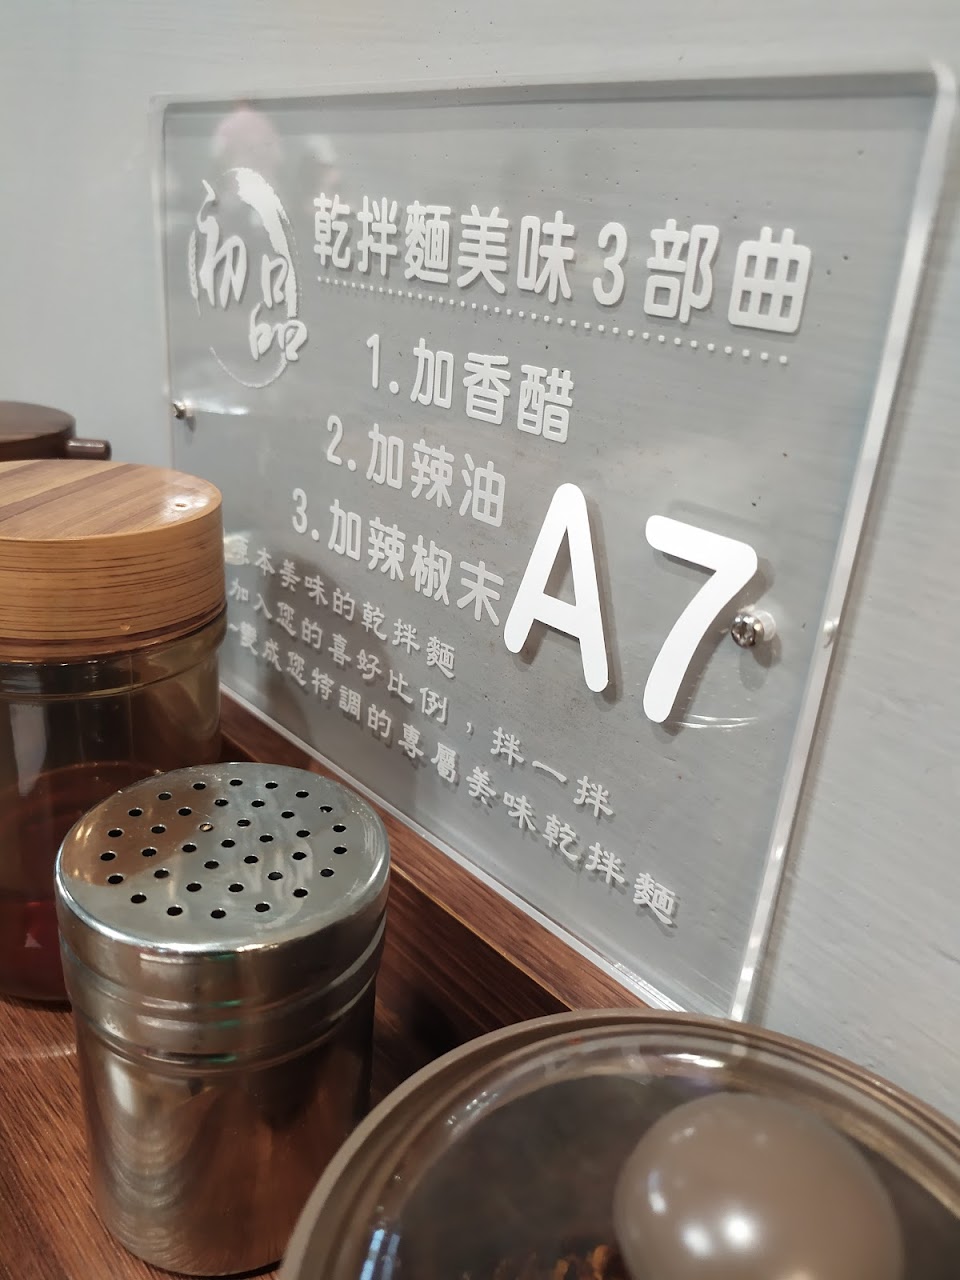 初品
乾拌麵美味3部曲
1.加香醋
2.加辣油
3.加辣椒末
A7
本美味的乾拌麵
加入您的喜好比例，拌一拌
變成您特調的專屬美味乾拌麵